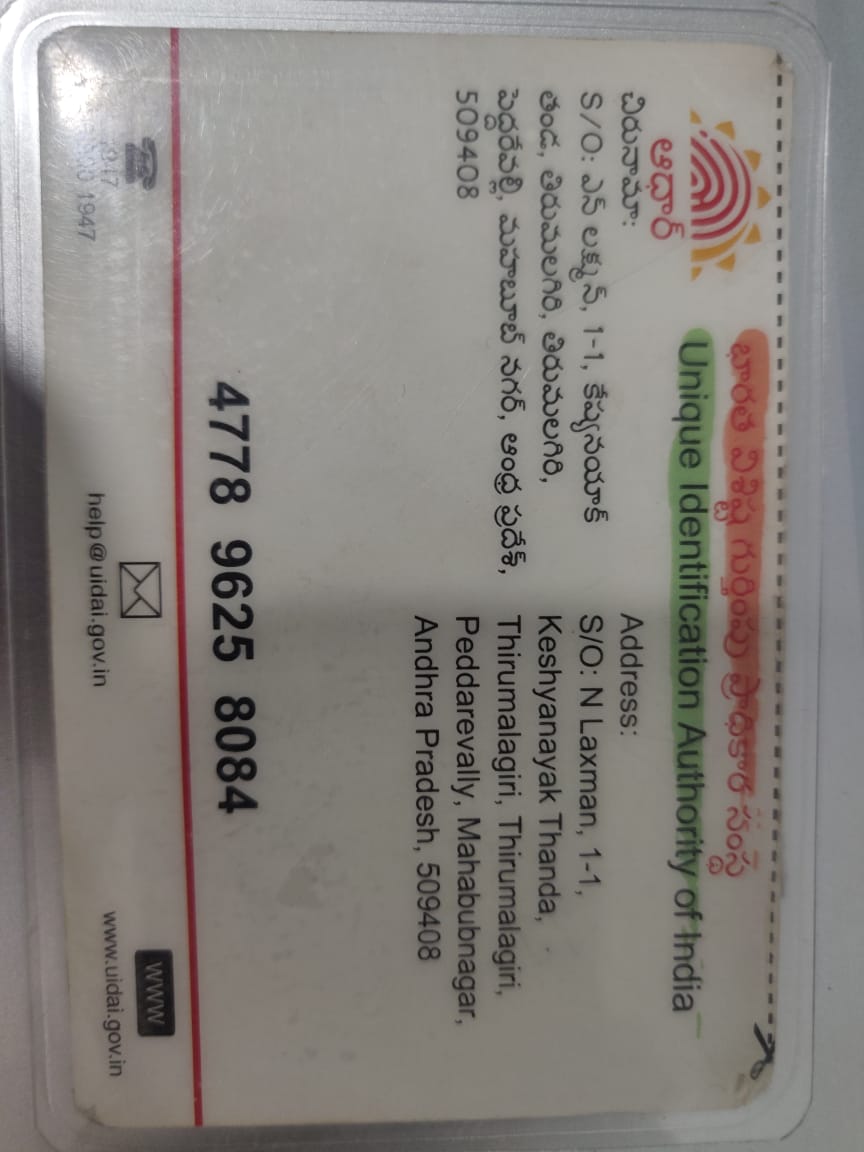 భారత విశిష్ట గుర్తింపు ప్రాధికార సంస్థ
Unique Identification Authority of India
ఆధార్
చిరునామా:
S/O: ఎన్ లక్ష్మన్, 1-1, కేష్యనయాక్
తండ, తిరుమలగిరి, తిరుమలగిరి,
పెద్దరేవల్లి, మహబూబ్ నగర్, ఆంధ్ర ప్రదేశ్,
509408
Address:
S/O: N Laxman, 1-1,
Keshyanayak Thanda,
Thirumalagiri, Thirumalagiri,
Peddarevally, Mahabubnagar,
Andhra Pradesh, 509408
4778 9625 8084
1947
help@uidai.gov.in
WWW
www.uidai.gov.in